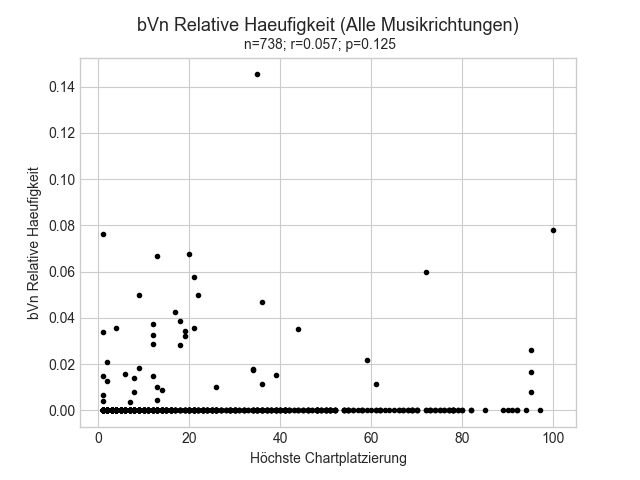 bVn Relative Haeufigkeit (Alle Musikrichtungen)
n=738; r=0.057; p=0.125
bVn Relative Haeufigkeit
0.14
0.12
0.10
0.08
0.06
0.04
0.02
0.00
0 20 40 60 80 100
Höchste Chartplatzierung